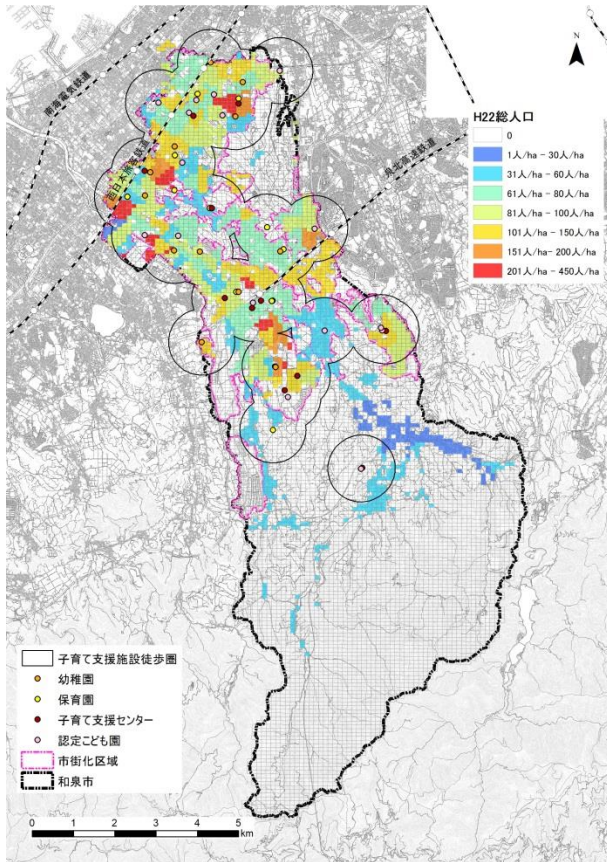 南海電気鉄道
西日本旅客鉄道
泉北高速鉄道
N
H22総人口
0
1人/ha - 30人/ha
31人/ha - 60人/ha
61人/ha - 80人/ha
81人/ha - 100人/ha
101人/ha - 150人/ha
151人/ha - 200人/ha
201人/ha - 450人/ha
子育て支援施設徒歩圏
幼稚園
保育園
子育て支援センター
認定こども園
市街化区域
和泉市
0 1 2 3 4 5
km